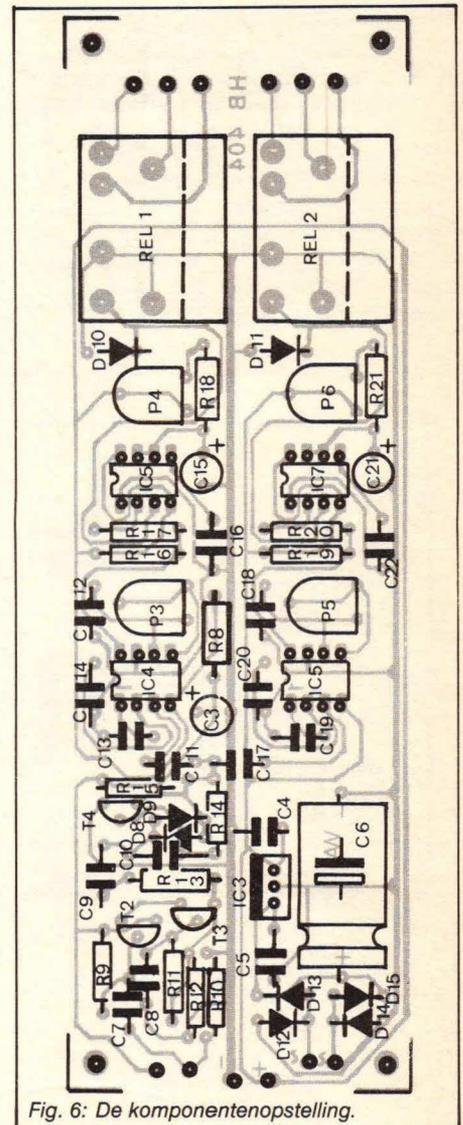 HB 404
REL 1
REL 2
D10
D11
P4
P6
R18
R21
IC5
IC7
C15
+
C21
+
R17
R16
C16
R20
R19
C22
C12
P3
C18
P5
C14
IC4
R8
C20
IC5
C13
+
C3
C19
C11
C17
R15
T4
D9
D8
R14
C10
C4
C9
R13
IC3
C6
T2
T3
R9
C5
C7
C8
R11
R12
R10
D13
D12
D15
D14
-
+
Fig. 6: De komponentenopstelling.